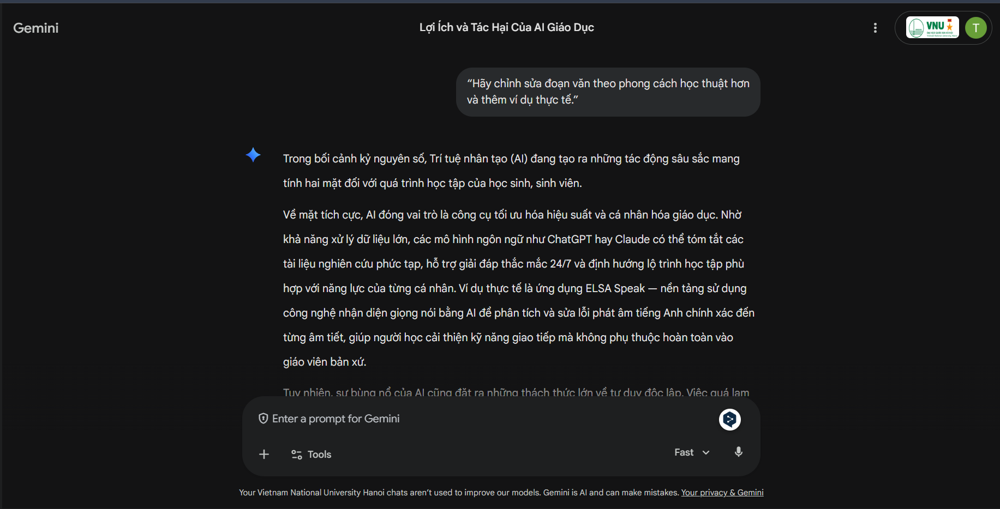 Gemini
Lợi Ích và Tác Hại Của AI Giáo Dục
VNU
ĐẠI HỌC QUỐC GIA HÀ NỘI
Vietnam National University, Hanoi
T
“Hãy chỉnh sửa đoạn văn theo phong cách học thuật hơn
và thêm ví dụ thực tế.”
Trong bối cảnh kỷ nguyên số, Trí tuệ nhân tạo (AI) đang tạo ra những tác động sâu sắc mang
tính hai mặt đối với quá trình học tập của học sinh, sinh viên.
Về mặt tích cực, AI đóng vai trò là công cụ tối ưu hóa hiệu suất và cá nhân hóa giáo dục. Nhờ
khả năng xử lý dữ liệu lớn, các mô hình ngôn ngữ như ChatGPT hay Claude có thể tóm tắt các
tài liệu nghiên cứu phức tạp, hỗ trợ giải đáp thắc mắc 24/7 và định hướng lộ trình học tập phù
hợp với năng lực của từng cá nhân. Ví dụ thực tế là ứng dụng ELSA Speak — nền tảng sử dụng
công nghệ nhận diện giọng nói bằng AI để phân tích và sửa lỗi phát âm tiếng Anh chính xác đến
từng âm tiết, giúp người học cải thiện kỹ năng giao tiếp mà không phụ thuộc hoàn toàn vào
giáo viên bản xứ.
Tuy nhiên, sự bùng nổ của AI cũng đặt ra những thách thức lớn về tư duy độc lập. Việc quá lạm
Enter a prompt for Gemini
Tools
Fast
Your Vietnam National University Hanoi chats aren’t used to improve our models. Gemini is AI and can make mistakes. Your privacy & Gemini